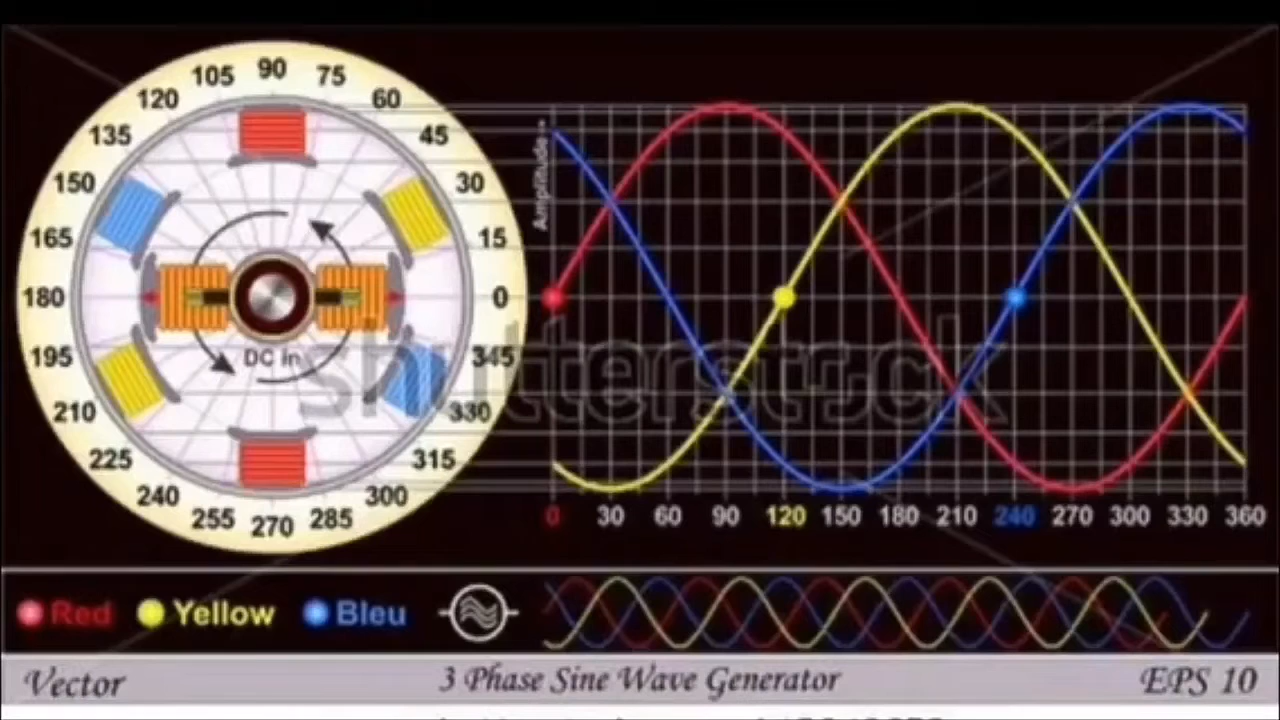 90
105 75
120 60
135 45
150 30
165 15
180 0
195 345
210 330
225 315
240 300
255 285
270
DC in
Amplitude
0 30 60 90 120 150 180 210 240 270 300 330 360
shutterstock
Red Yellow Bleu
Vector 3 Phase Sine Wave Generator EPS 10